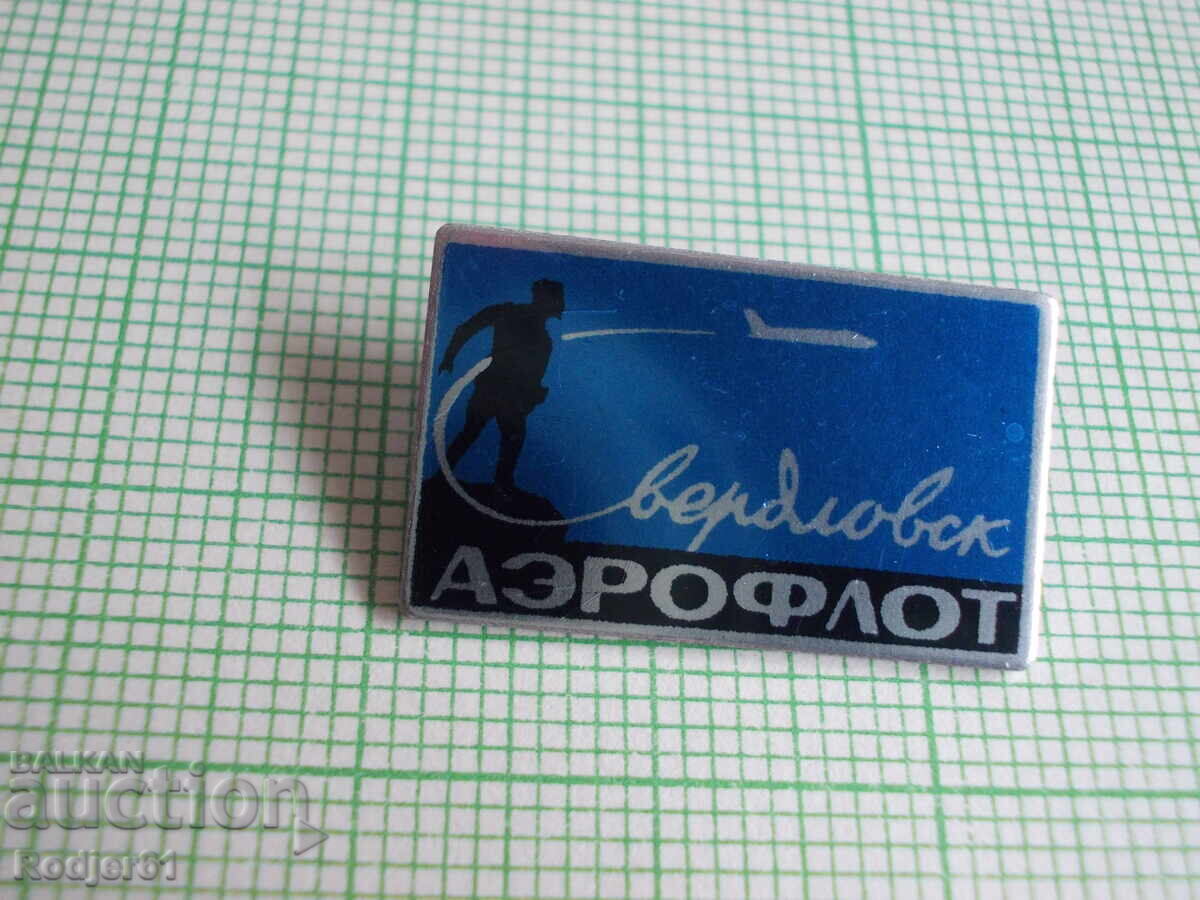 Свердловск
АЭРОФЛОТ
BALKAN
auction
Rodjer61